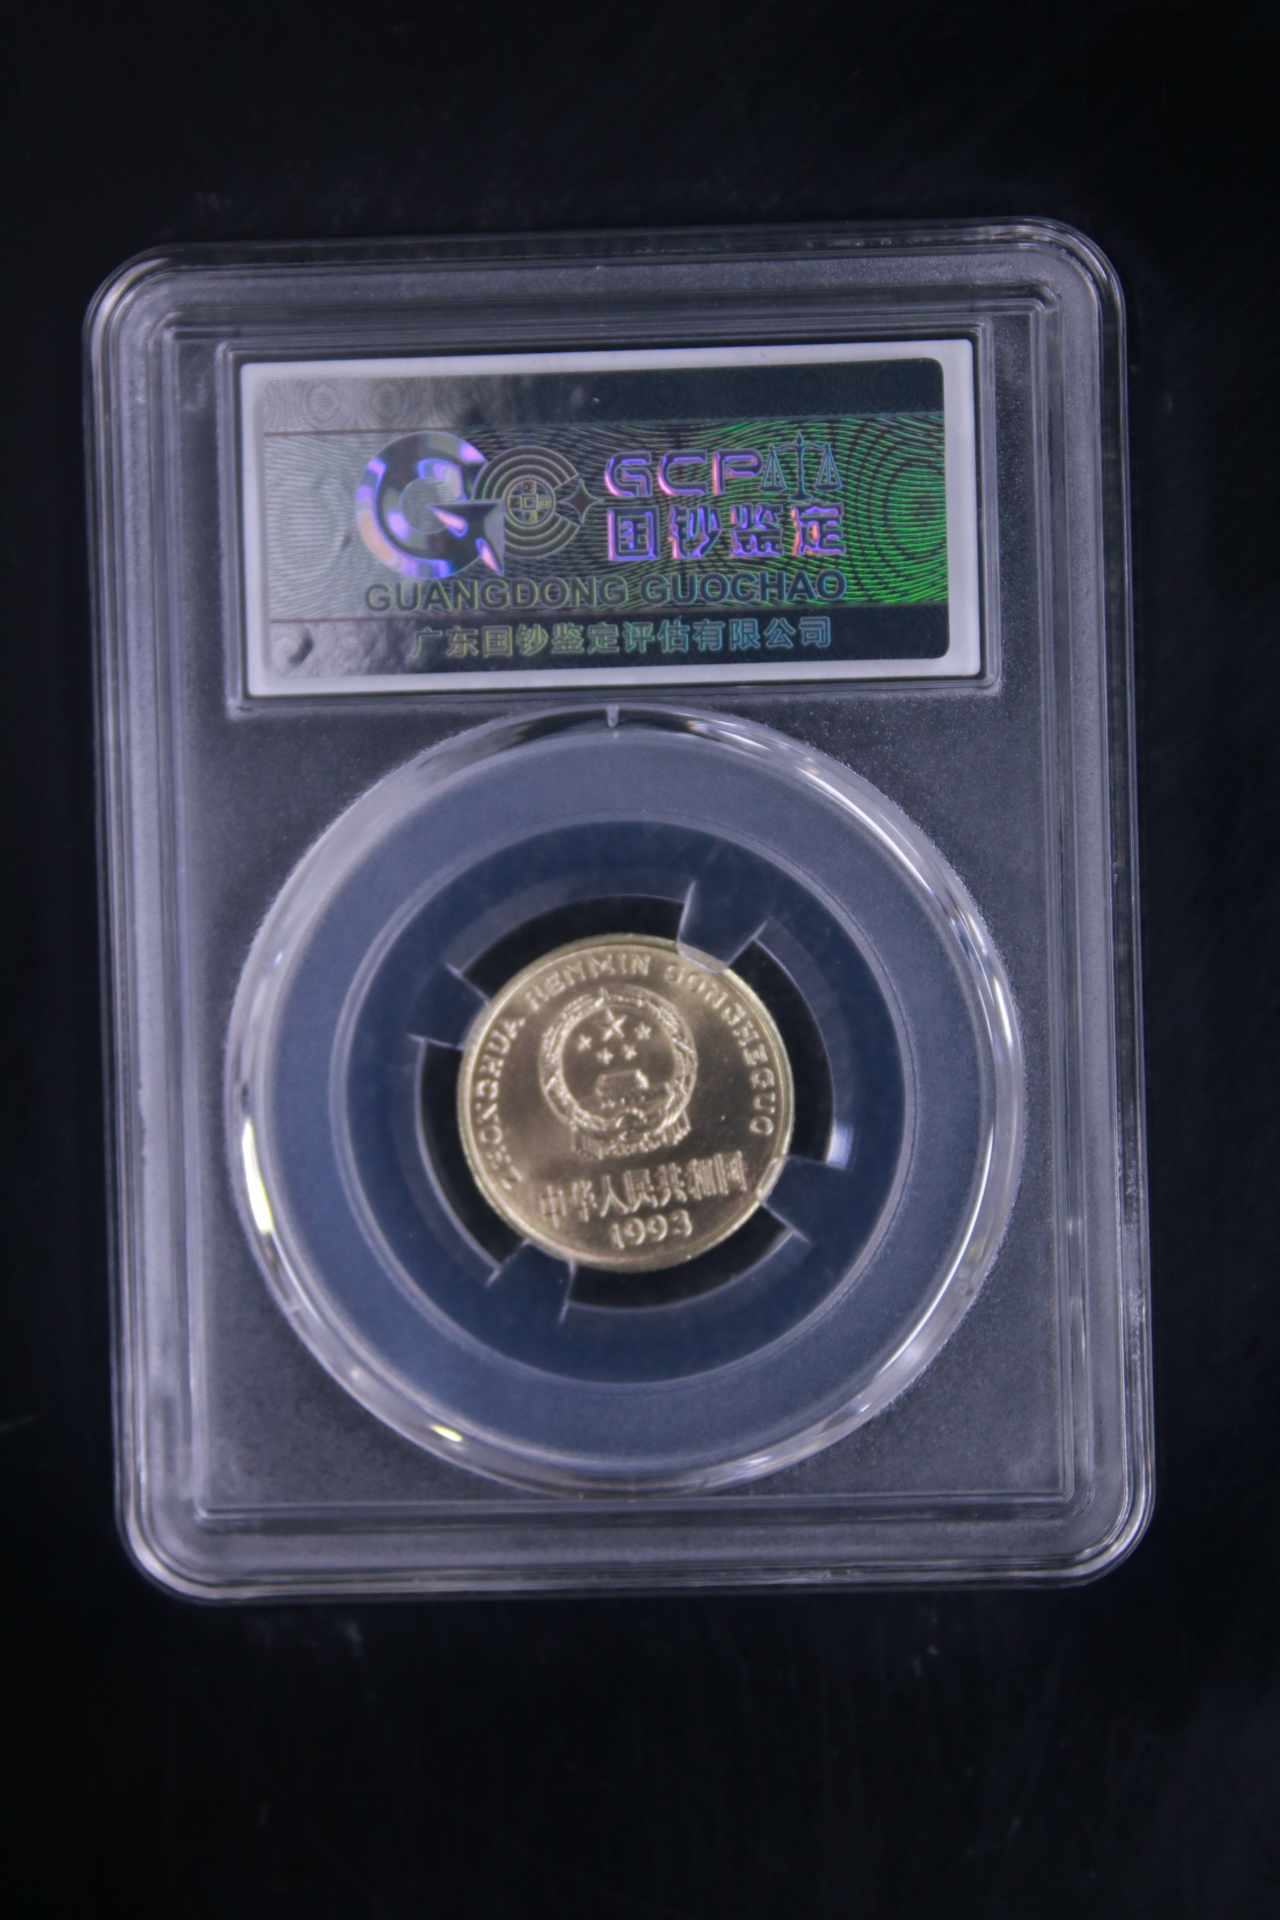 GCP
国钞鉴定
GUANGDONG GUOCHAO
广东国钞鉴定评估有限公司
ZHONGHUA RENMIN GONGHEGUO
中华人民共和国
1993